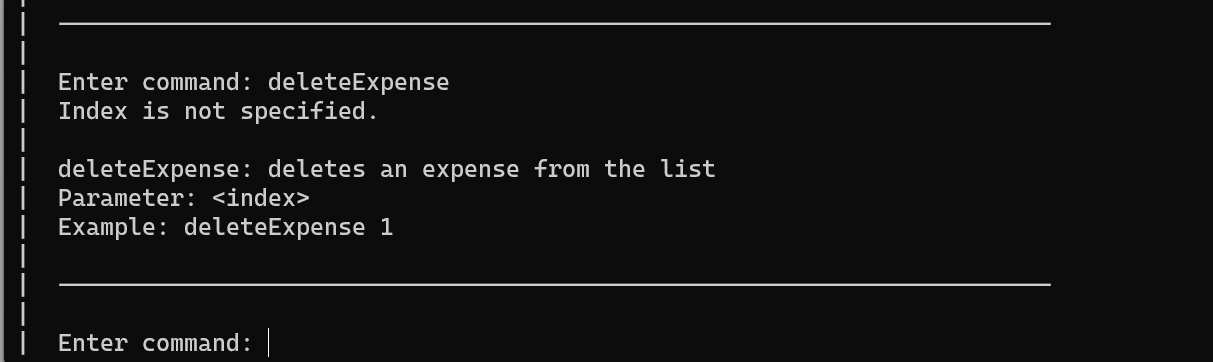 Enter command: deleteExpense
Index is not specified.
deleteExpense: deletes an expense from the list
Parameter: <index>
Example: deleteExpense 1
Enter command: